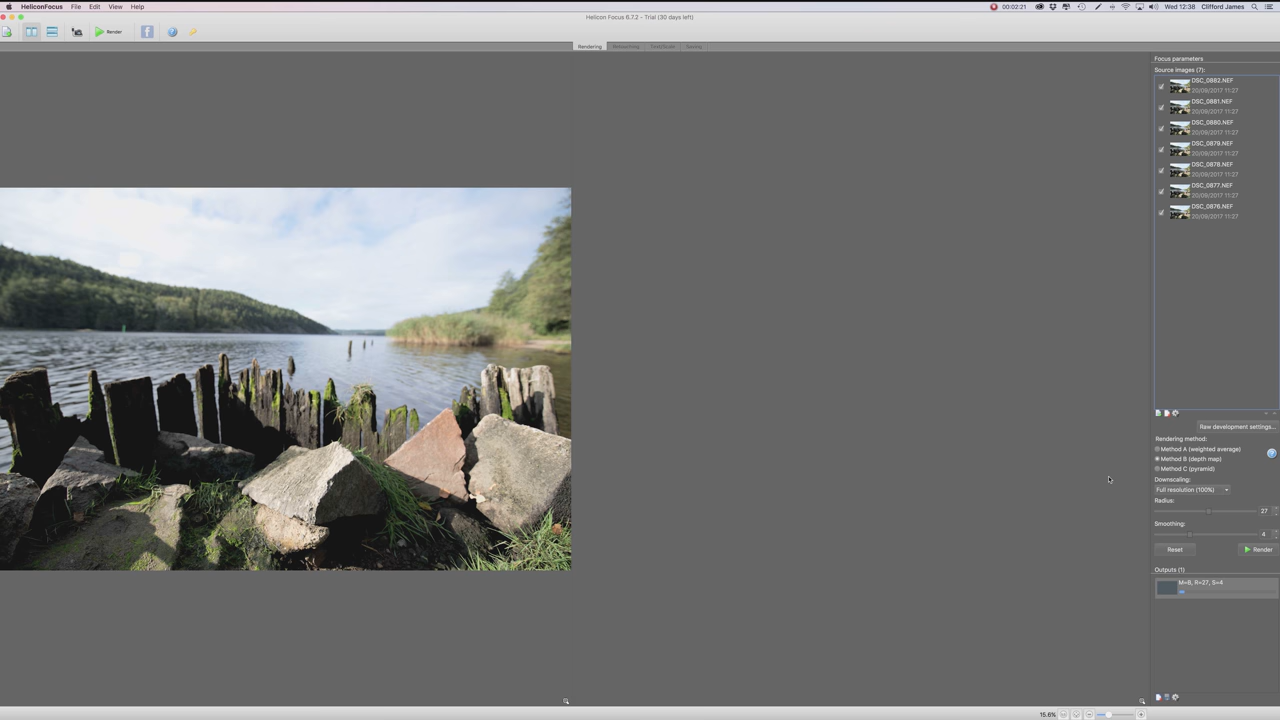 HeliconFocus File Edit View Help
00:02:21 Wed 12:38 Clifford James
Helicon Focus 6.7.2 - Trial (30 days left)
Render
Rendering Retouching Text/Scale Saving
Focus parameters
Source images (7):
DSC_0882.NEF
20/09/2017 11:27
DSC_0881.NEF
20/09/2017 11:27
DSC_0880.NEF
20/09/2017 11:27
DSC_0879.NEF
20/09/2017 11:27
DSC_0878.NEF
20/09/2017 11:27
DSC_0877.NEF
20/09/2017 11:27
DSC_0876.NEF
20/09/2017 11:27
Raw development settings...
Rendering method:
Method A (weighted average)
Method B (depth map)
Method C (pyramid)
Downscaling:
Full resolution (100%)
Radius:
27
Smoothing:
4
Reset Render
Outputs (1)
M=B, R=27, S=4
15.6%